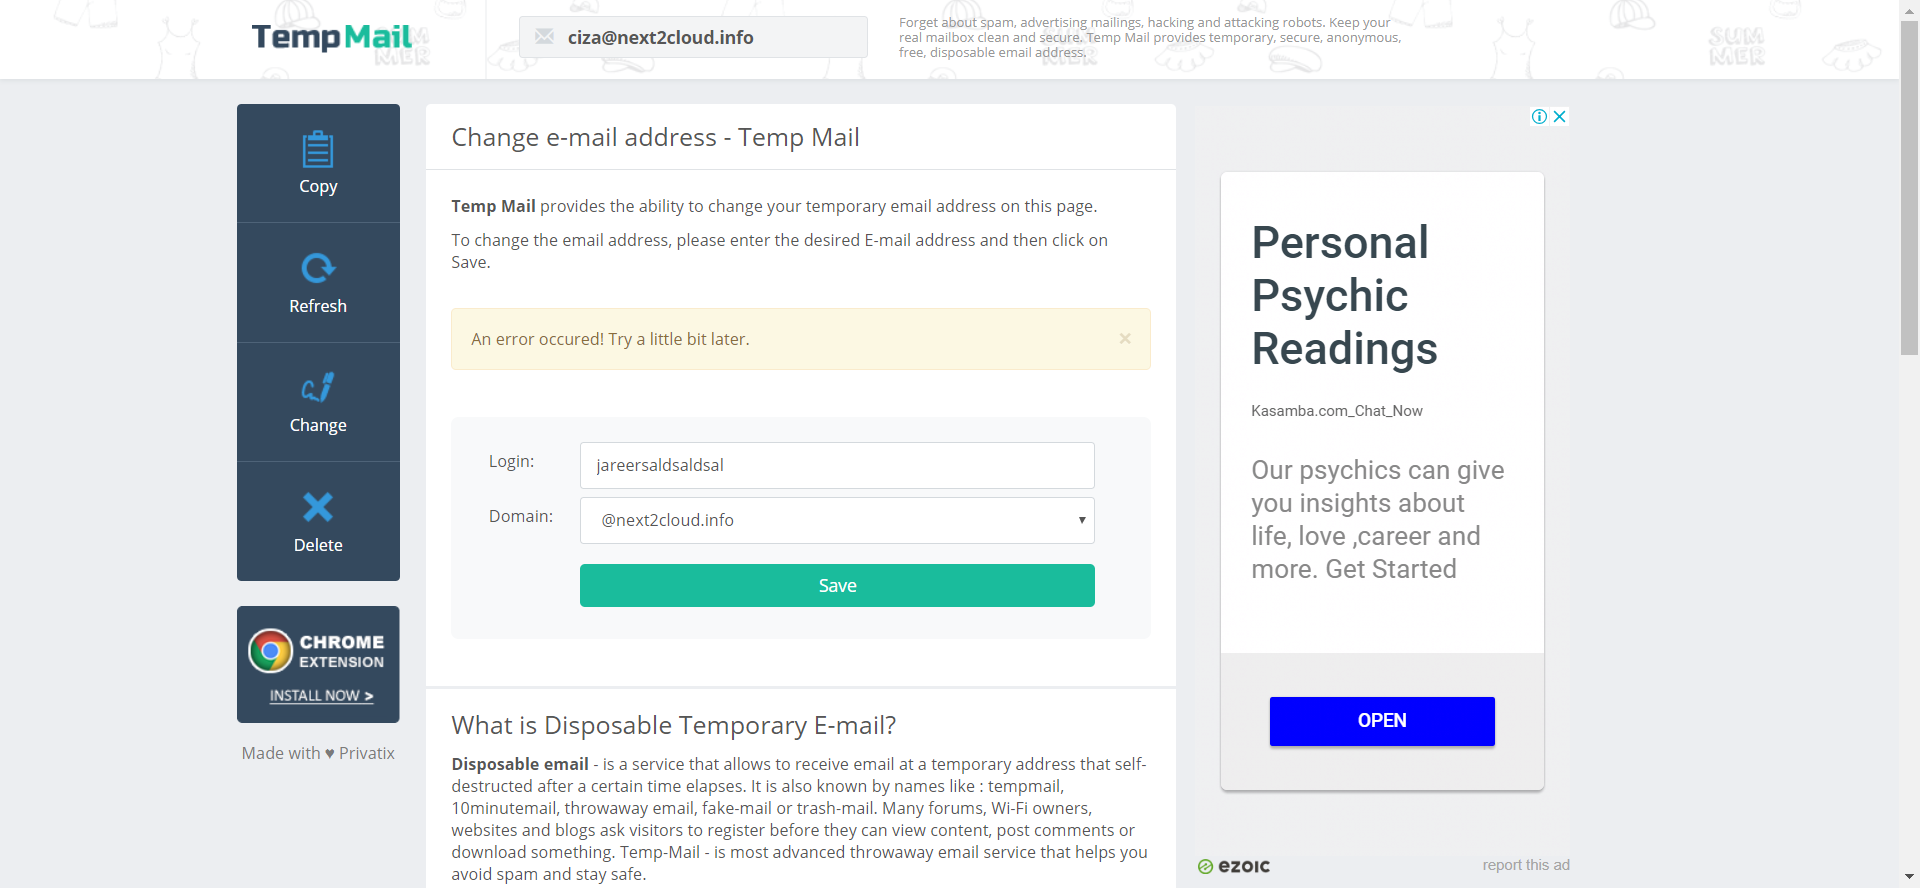 TempMail
ciza@next2cloud.info
Forget about spam, advertising mailings, hacking and attacking robots. Keep your
real mailbox clean and secure. Temp Mail provides temporary, secure, anonymous,
free, disposable email address.
SUM
MER
SUM
MER
SUM
MER
Copy
Refresh
Change
Delete
CHROME
EXTENSION
INSTALL NOW >
Made with ♥ Privatix
Change e-mail address - Temp Mail
Temp Mail provides the ability to change your temporary email address on this page.
To change the email address, please enter the desired E-mail address and then click on
Save.
An error occured! Try a little bit later.
×
Login:
jareersaldsaldsal
Domain:
@next2cloud.info
Save
What is Disposable Temporary E-mail?
Disposable email - is a service that allows to receive email at a temporary address that self-
destructed after a certain time elapses. It is also known by names like : tempmail,
10minutemail, throwaway email, fake-mail or trash-mail. Many forums, Wi-Fi owners,
websites and blogs ask visitors to register before they can view content, post comments or
download something. Temp-Mail - is most advanced throwaway email service that helps you
avoid spam and stay safe.
Personal
Psychic
Readings
Kasamba.com_Chat_Now
Our psychics can give
you insights about
life, love ,career and
more. Get Started
OPEN
ezoic
report this ad